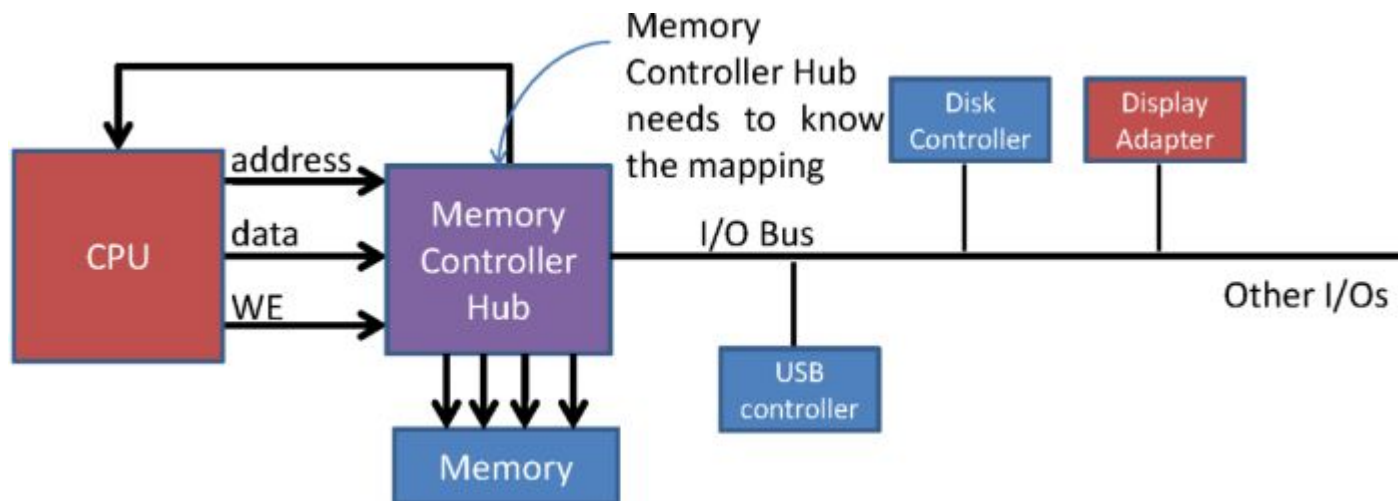 Memory
Controller Hub
needs to know
the mapping
Disk
Controller
Display
Adapter
address
data
WE
CPU
Memory
Controller
Hub
I/O Bus
Other I/Os
USB
controller
Memory